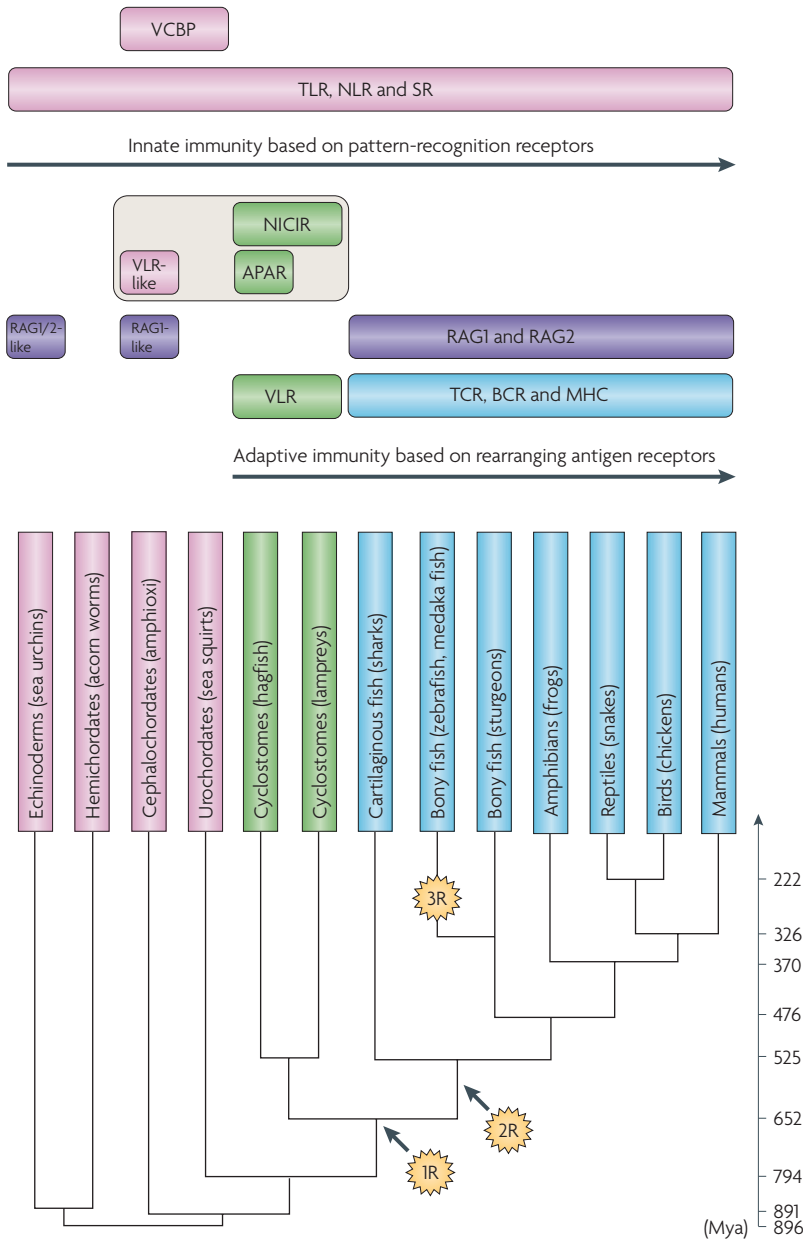 VCBP
TLR, NLR and SR
Innate immunity based on pattern-recognition receptors
NICIR
VLR-
like
APAR
RAG1/2-
like
RAG1-
like
RAG1 and RAG2
VLR
TCR, BCR and MHC
Adaptive immunity based on rearranging antigen receptors
Echinoderms (sea urchins)
Hemichordates (acorn worms)
Cephalochordates (amphioxi)
Urochordates (sea squirts)
Cyclostomes (hagfish)
Cyclostomes (lampreys)
Cartilaginous fish (sharks)
Bony fish (zebrafish, medaka fish)
Bony fish (sturgeons)
Amphibians (frogs)
Reptiles (snakes)
Birds (chickens)
Mammals (humans)
3R
222
326
370
476
525
652
2R
1R
794
891
(Mya) 896